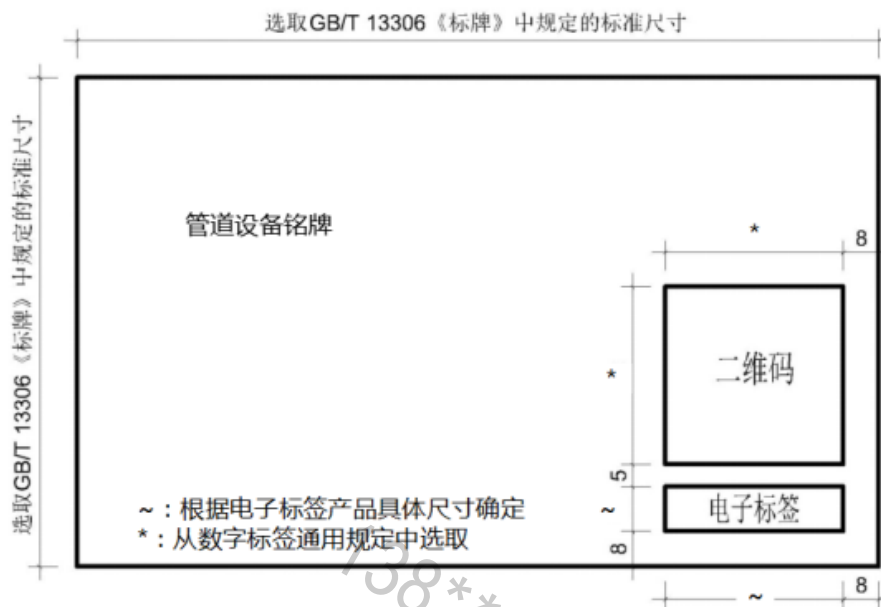 选取GB/T 13306《标牌》中规定的标准尺寸
选取GB/T 13306《标牌》中规定的标准尺寸
管道设备铭牌
*
8
二维码
*
5
电子标签
~
8
~：根据电子标签产品具体尺寸确定
*：从数字标签通用规定中选取
~
8
138**